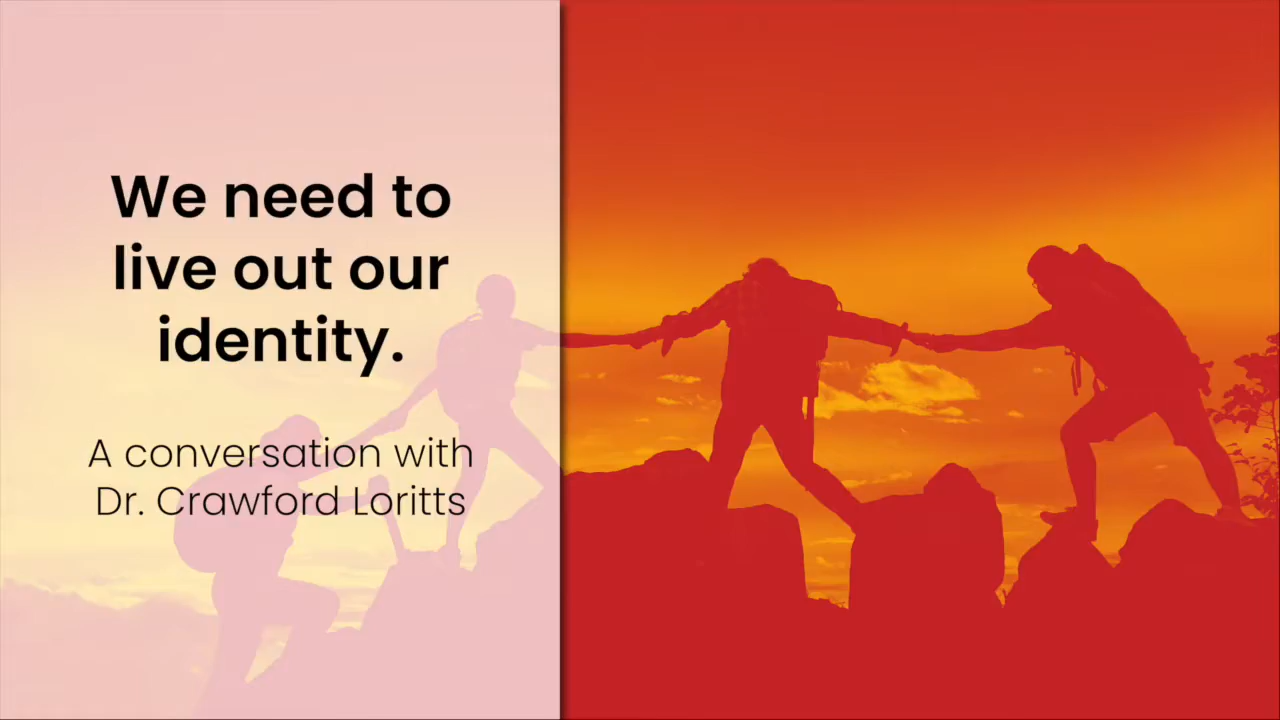 We need to
live out our
identity.
A conversation with
Dr. Crawford Loritts